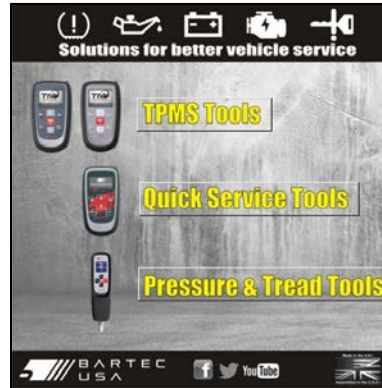 Solutions for better vehicle service
TPMS Tools
Quick Service Tools
Pressure & Tread Tools
BARTEC
USA
f
You Tube